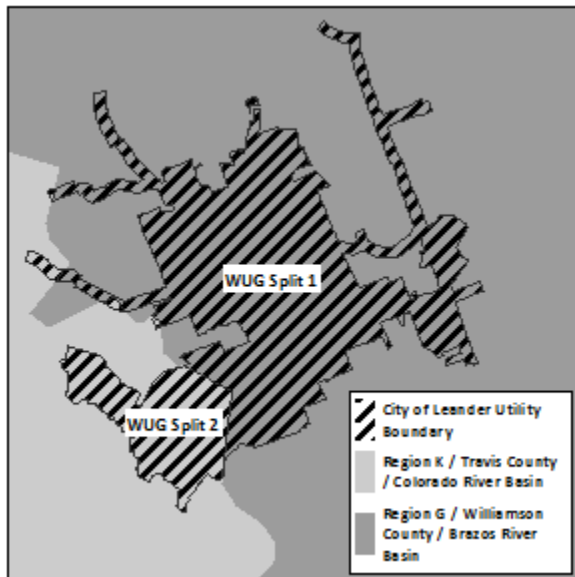 WUG Split 1
WUG Split 2
City of Leander Utility
Boundary
Region K / Travis County
/ Colorado River Basin
Region G / Williamson
County / Brazos River
Basin